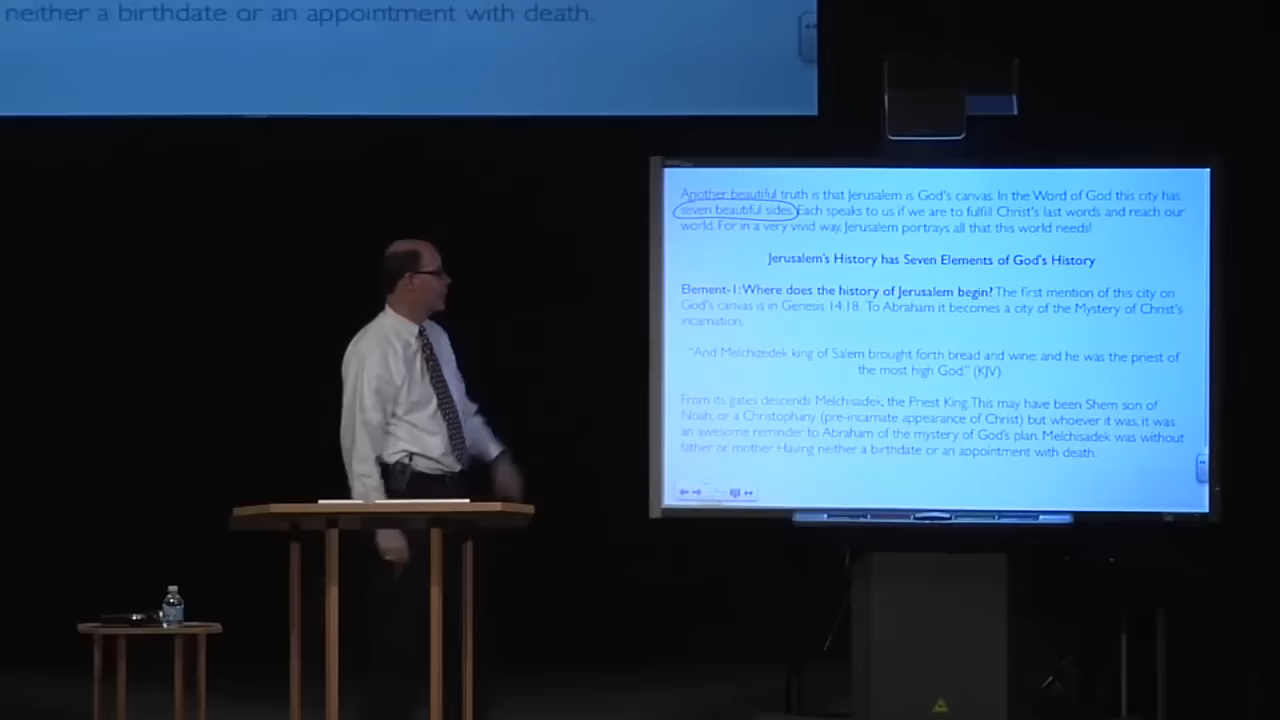 neither a birthdate or an appointment with death.
Another beautiful truth is that Jerusalem is God's canvas. In the Word of God this city has
seven beautiful sides. Each speaks to us if we are to fulfill Christ's last words and reach our
world. For in a very vivid way, Jerusalem portrays all that this world needs!
Jerusalem's History has Seven Elements of God's History
Element-1: Where does the history of Jerusalem begin? The first mention of this city on
God's canvas is in Genesis 14:18. To Abraham it becomes a city of the Mystery of Christ's
incarnation.
"And Melchizedek king of Salem brought forth bread and wine: and he was the priest of
the most high God." (KJV).
From its gates descends Melchisadek, the Priest King. This may have been Shem son of
Noah, or a Christophany (pre-incarnate appearance of Christ) but whoever it was, it was
an awesome reminder to Abraham of the mystery of God's plan. Melchisadek was without
father or mother. Having neither a birthdate or an appointment with death.